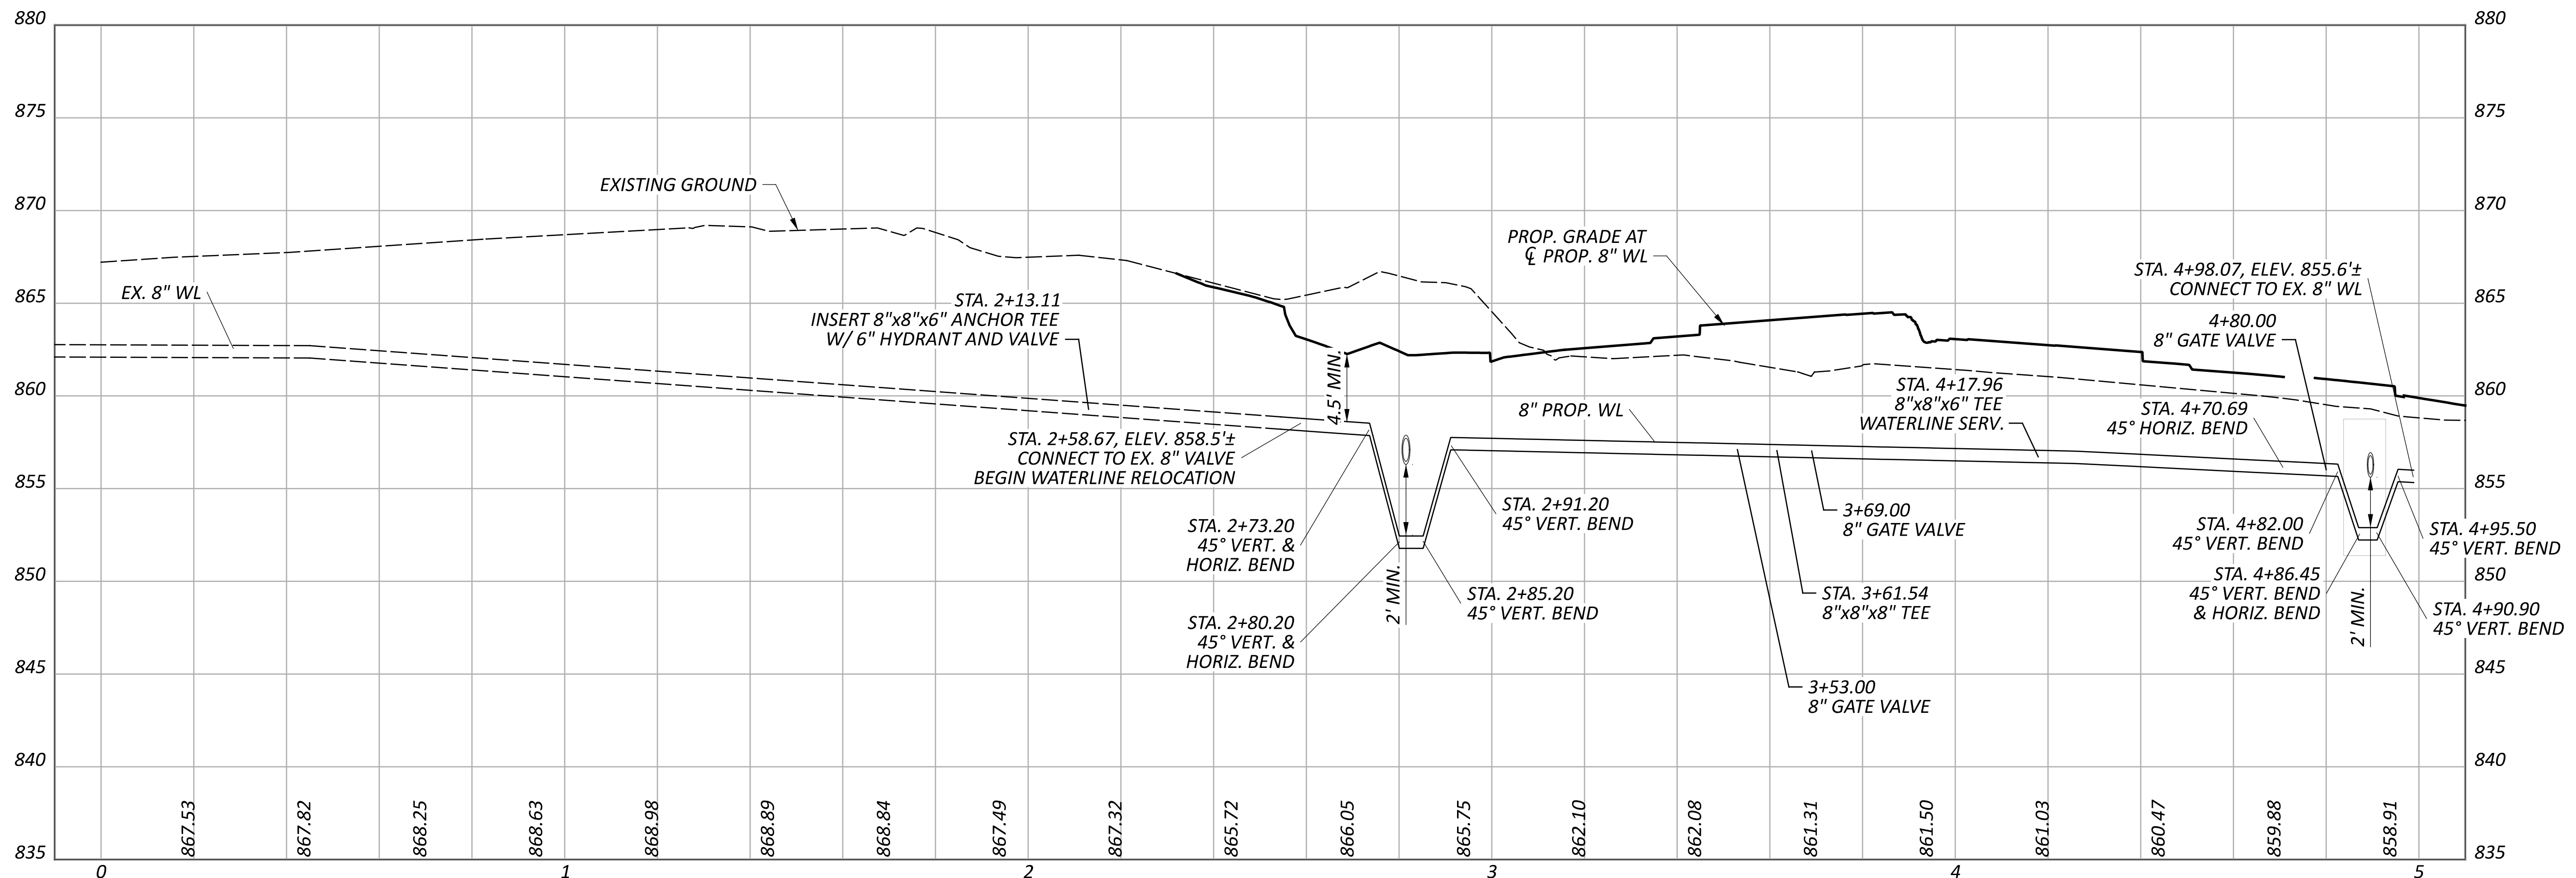 880
880
875
875
EXISTING GROUND
870
870
PROP. GRADE AT
℄ PROP. 8" WL
EX. 8" WL
865
865
STA. 2+13.11
INSERT 8"x8"x6" ANCHOR TEE
W/ 6" HYDRANT AND VALVE
STA. 4+98.07, ELEV. 855.6'±
CONNECT TO EX. 8" WL
4+80.00
8" GATE VALVE
4.5' MIN.
860
860
STA. 4+17.96
8"x8"x6" TEE
WATERLINE SERV.
8" PROP. WL
STA. 4+70.69
45° HORIZ. BEND
STA. 2+58.67, ELEV. 858.5'±
CONNECT TO EX. 8" VALVE
BEGIN WATERLINE RELOCATION
855
855
STA. 2+91.20
45° VERT. BEND
3+69.00
8" GATE VALVE
STA. 2+73.20
45° VERT. &
HORIZ. BEND
STA. 4+82.00
45° VERT. BEND
STA. 4+95.50
45° VERT. BEND
850
850
2' MIN.
STA. 2+85.20
45° VERT. BEND
STA. 3+61.54
8"x8"x8" TEE
STA. 4+86.45
45° VERT. BEND
& HORIZ. BEND
2' MIN.
STA. 4+90.90
45° VERT. BEND
STA. 2+80.20
45° VERT. &
HORIZ. BEND
845
845
3+53.00
8" GATE VALVE
840
840
867.53
867.82
868.25
868.63
868.98
868.89
868.84
867.49
867.32
865.72
866.05
865.75
862.10
862.08
861.31
861.50
861.03
860.47
859.88
858.91
835
835
0
1
2
3
4
5